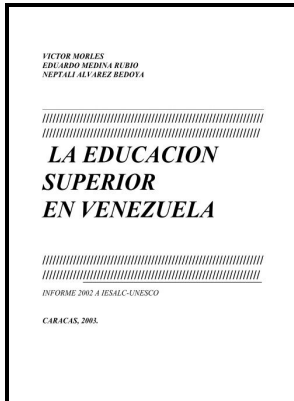 VICTOR MORLES
EDUARDO MEDINA RUBIO
NEPTALI ALVAREZ BEDOYA
LA EDUCACION
SUPERIOR
EN VENEZUELA
INFORME 2002 A IESALC-UNESCO
CARACAS, 2003.